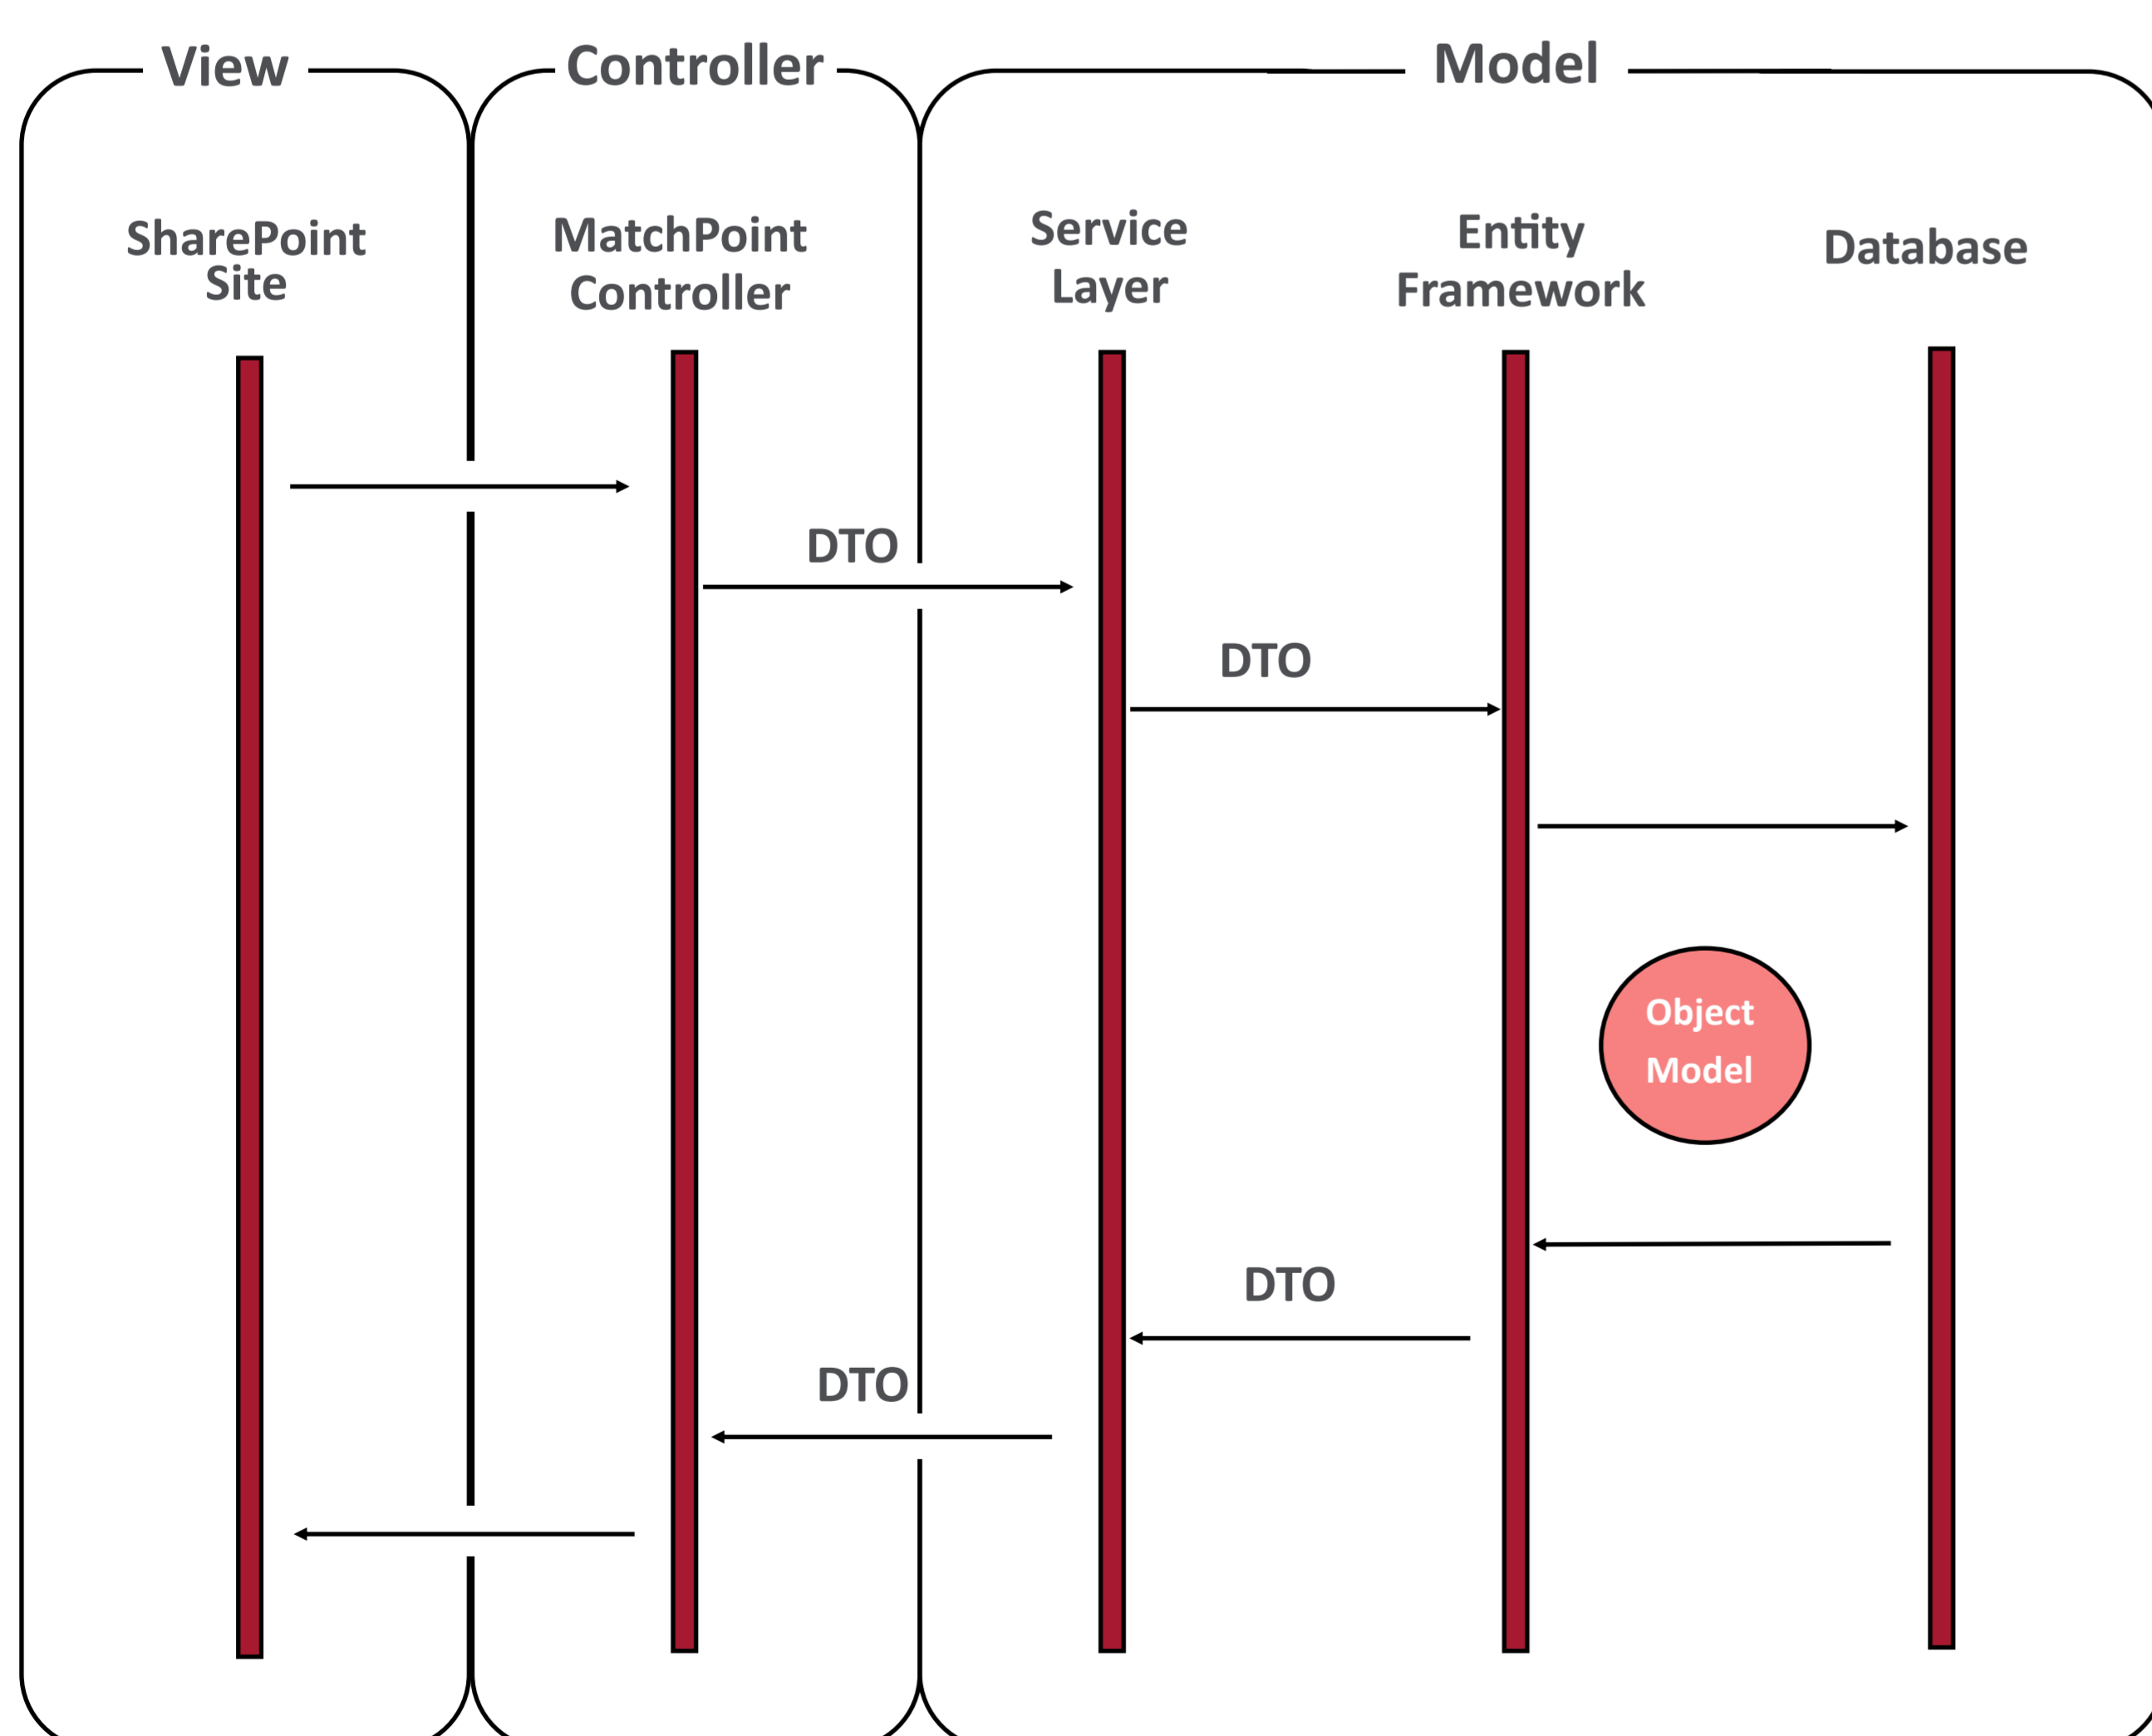 View
Controller
Model
SharePoint
Site
MatchPoint
Controller
Service
Layer
Entity
Framework
Database
DTO
DTO
Object
Model
DTO
DTO